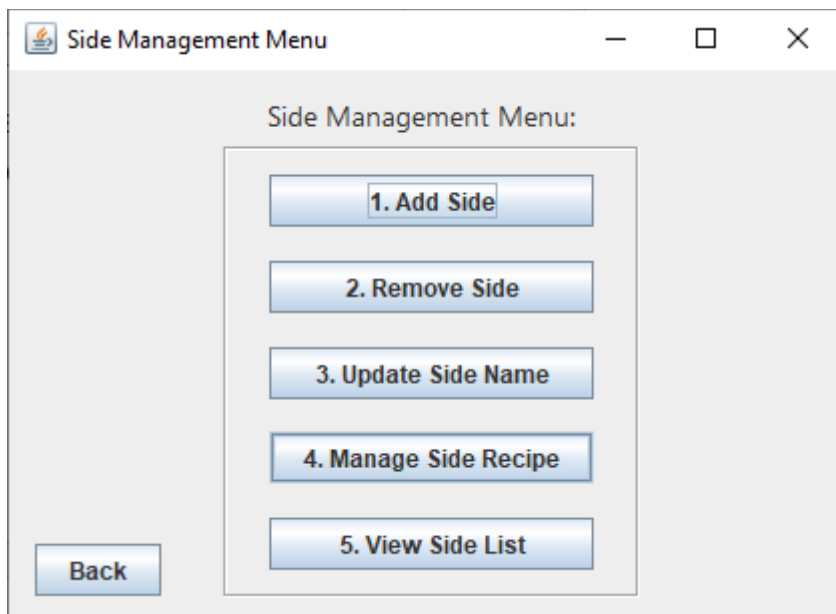 Side Management Menu
Side Management Menu:
1. Add Side
2. Remove Side
3. Update Side Name
4. Manage Side Recipe
5. View Side List
Back